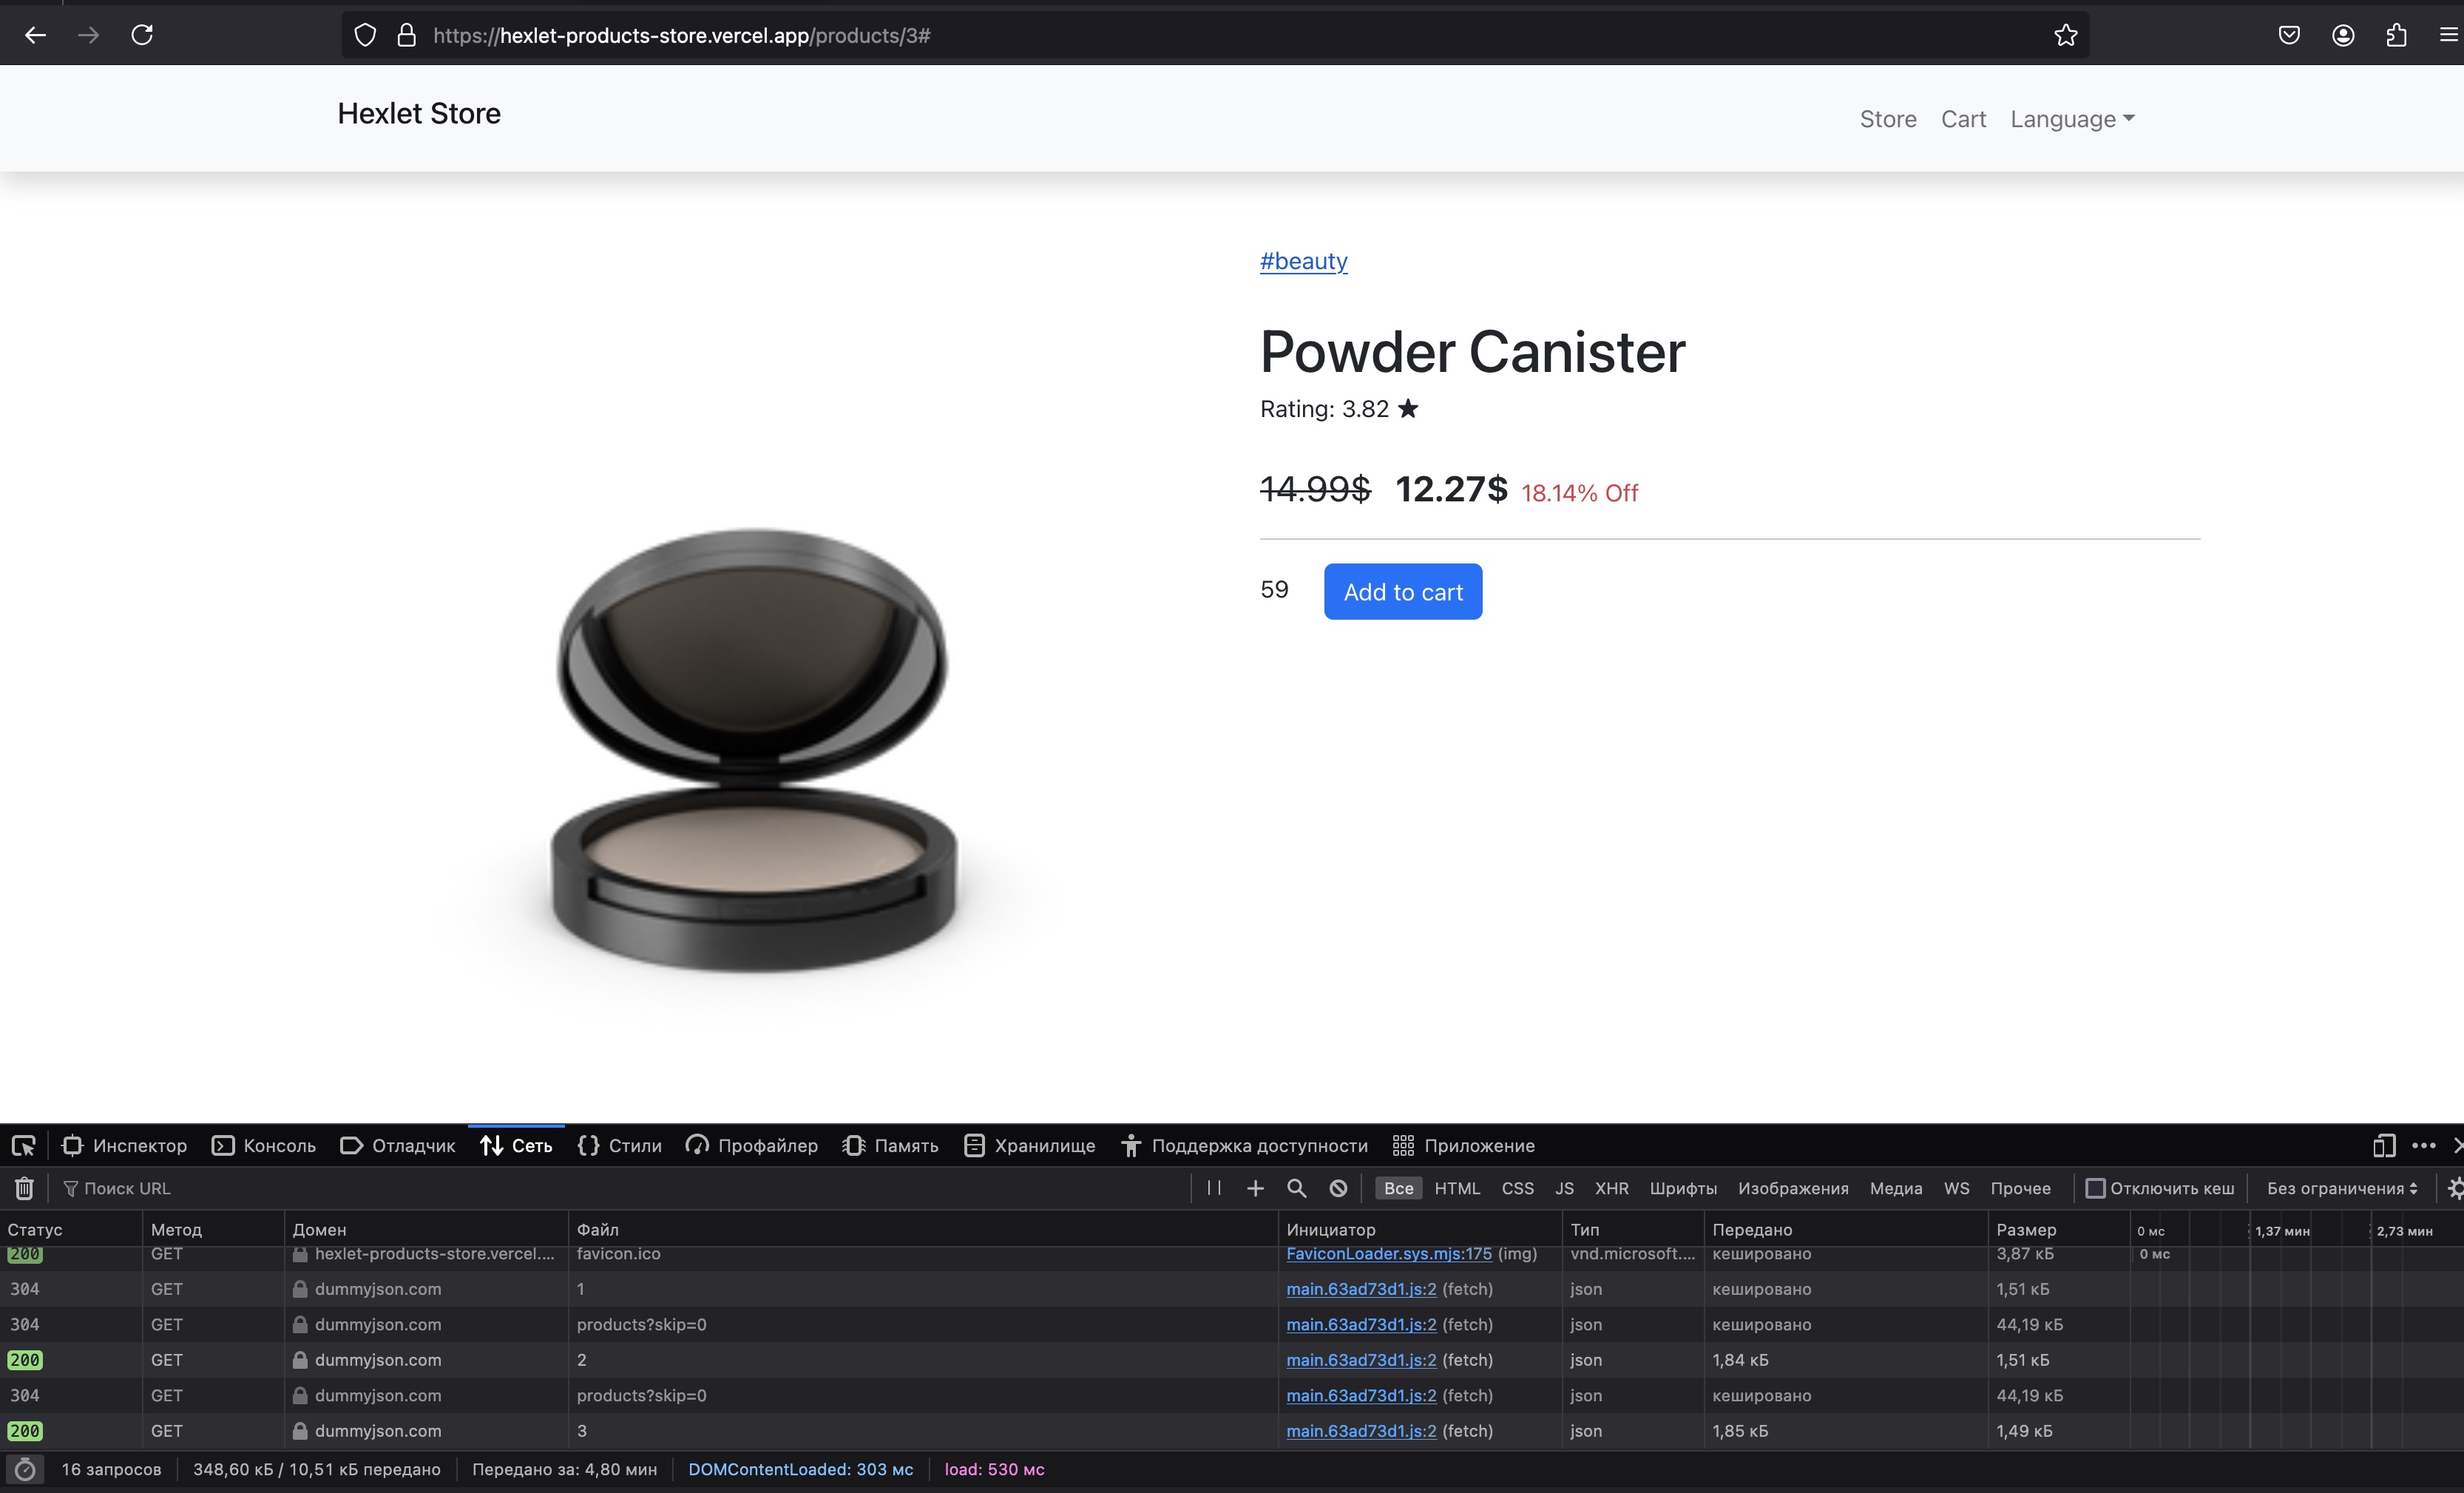 https://hexlet-products-store.vercel.app/products/3#
Hexlet Store
Store Cart Language
#beauty
Powder Canister
Rating: 3.82 ★
14.99$ 12.27$ 18.14% Off
59 Add to cart
Инспектор Консоль Отладчик Сеть Стили Профайлер Память Хранилище Поддержка доступности Приложение
Поиск URL Все HTML CSS JS XHR Шрифты Изображения Медиа WS Прочее Отключить кеш Без ограничения
Статус Метод Домен Файл Инициатор Тип Передано Размер 0 мс 1,37 мин 2,73 мин
200 GET hexlet-products-store.vercel.... favicon.ico FaviconLoader.sys.mjs:175 (img) vnd.microsoft.... кешировано 3,87 кБ 0 мс
304 GET dummyjson.com 1 main.63ad73d1.js:2 (fetch) json кешировано 1,51 кБ
304 GET dummyjson.com products?skip=0 main.63ad73d1.js:2 (fetch) json кешировано 44,19 кБ
200 GET dummyjson.com 2 main.63ad73d1.js:2 (fetch) json 1,84 кБ 1,51 кБ
304 GET dummyjson.com products?skip=0 main.63ad73d1.js:2 (fetch) json кешировано 44,19 кБ
200 GET dummyjson.com 3 main.63ad73d1.js:2 (fetch) json 1,85 кБ 1,49 кБ
16 запросов 348,60 кБ / 10,51 кБ передано Передано за: 4,80 мин DOMContentLoaded: 303 мс load: 530 мс